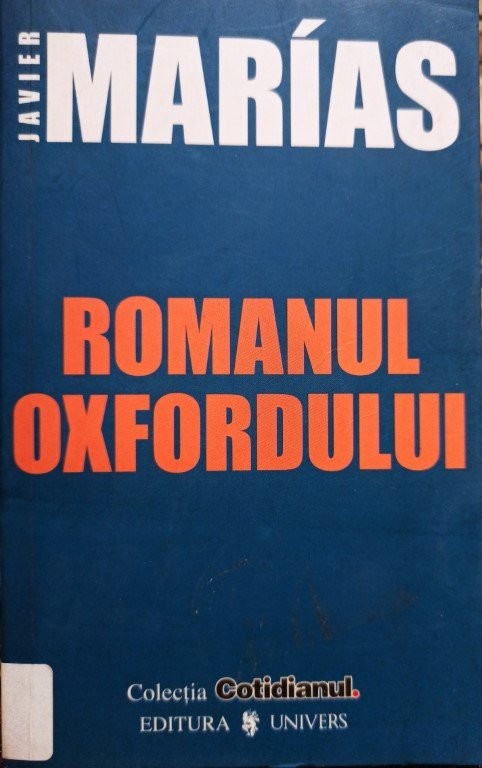 JAVIER
MARÍAS
ROMANUL
OXFORDULUI
Colecția Cotidianul.
EDITURA UNIVERS